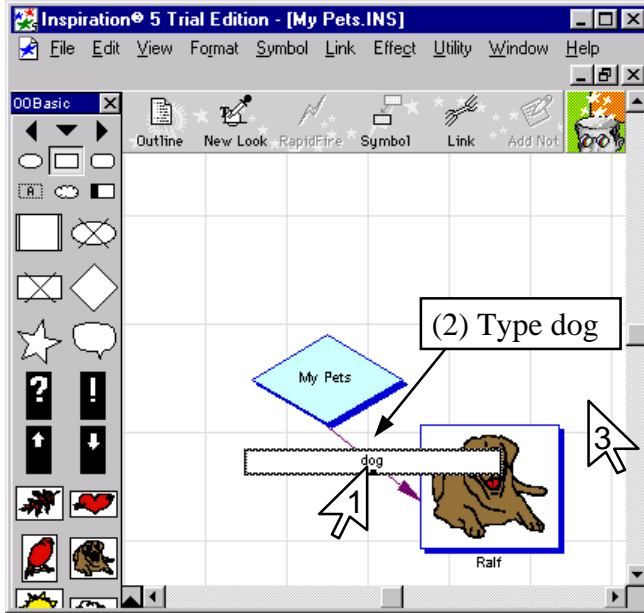 Inspiration® 5 Trial Edition - [My Pets.INS]
File Edit View Format Symbol Link Effect Utility Window Help
00Basic
Outline New Look RapidFire Symbol Link Add Not
A
(2) Type dog
My Pets
? !
3
dog
1
Ralf